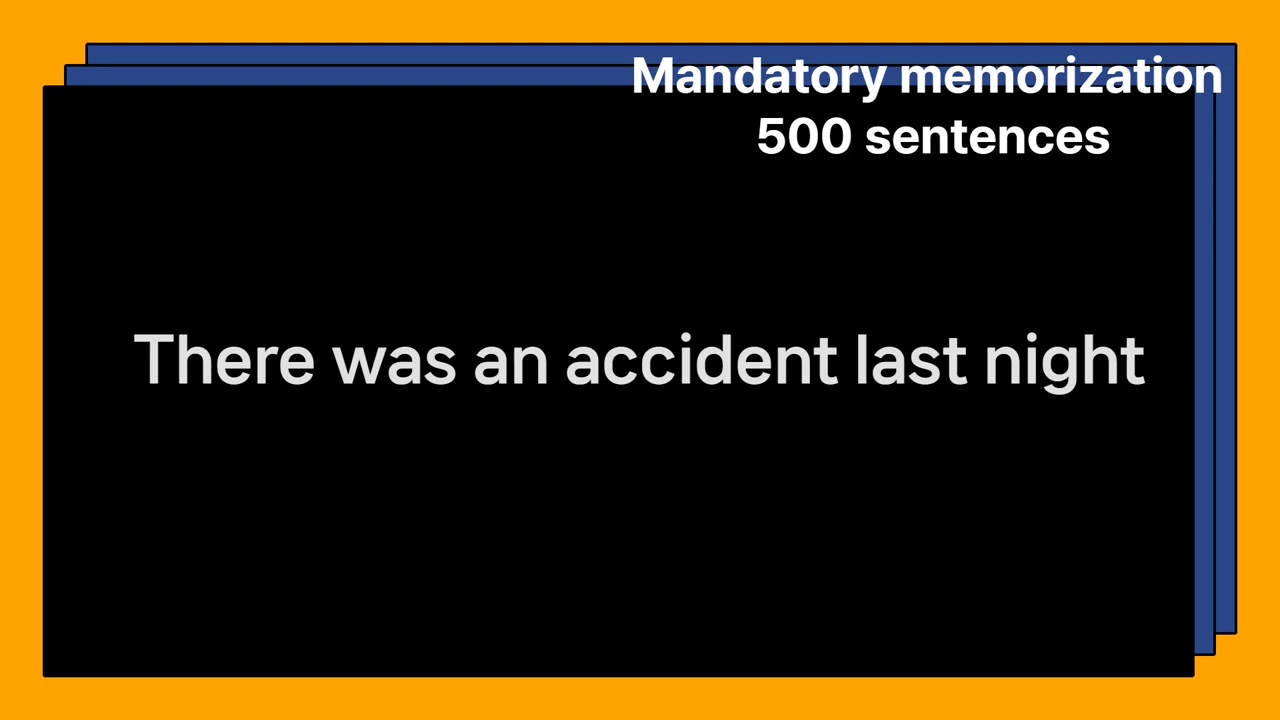 Mandatory memorization
500 sentences
There was an accident last night